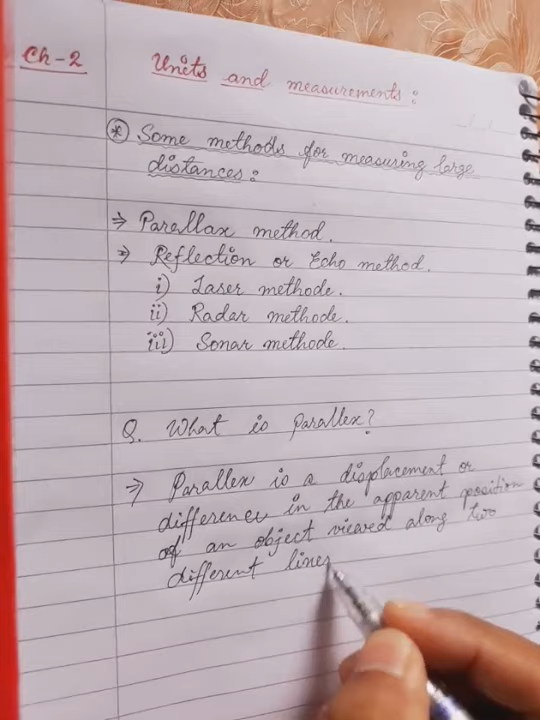 Ch-2
Units and measurements:
* Some methods for measuring large
distances:
⇒ Parallax method.
⇒ Reflection or Echo method.
i) Laser methode.
ii) Radar methode.
iii) Sonar methode.
Q. What is parallex?
⇒ Parallex is a displacement or
difference in the apparent position
of an object viewed along two
different lines